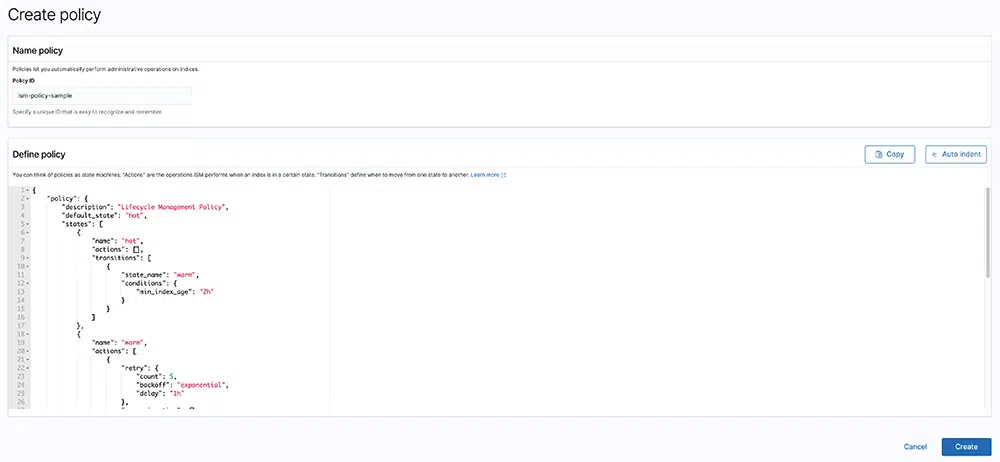 Create policy
Name policy
Policies let you automatically perform administrative operations on indices.
Policy ID
ism-policy-sample
Specify a unique ID that is easy to recognize and remember.
Define policy
Copy
Auto indent
You can think of policies as state machines. "Actions" are the operations ISM performs when an index is in a certain state. "Transitions" define when to move from one state to another. Learn more
1 {
2 "policy": {
3 "description": "Lifecycle Management Policy",
4 "default_state": "hot",
5 "states": [
6 {
7 "name": "hot",
8 "actions": [],
9 "transitions": [
10 {
11 "state_name": "warm",
12 "conditions": {
13 "min_index_age": "2h"
14 }
15 }
16 ]
17 },
18 {
19 "name": "warm",
20 "actions": [
21 {
22 "retry": {
23 "count": 5,
24 "backoff": "exponential",
25 "delay": "1h"
26 },
Cancel
Create